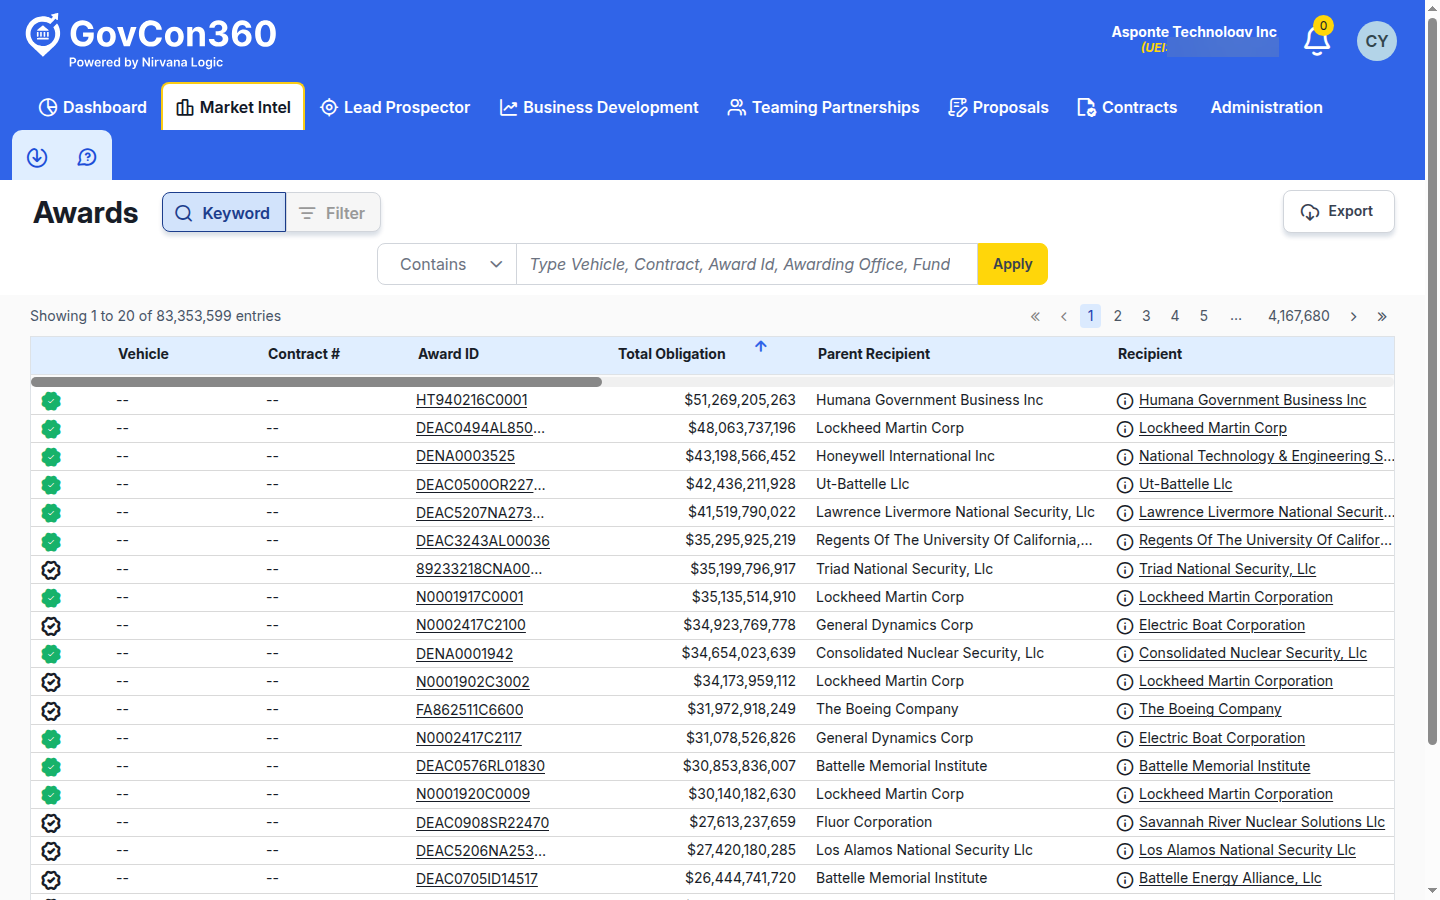 GovCon360
Powered by Nirvana Logic
Asponte Technology Inc
(UEI:
0
CY
Dashboard
Market Intel
Lead Prospector
Business Development
Teaming Partnerships
Proposals
Contracts
Administration
Awards
Keyword
Filter
Export
Contains
Type Vehicle, Contract, Award Id, Awarding Office, Fund
Apply
Showing 1 to 20 of 83,353,599 entries
« ‹ 1 2 3 4 5 ... 4,167,680 › »
Vehicle Contract # Award ID Total Obligation Parent Recipient Recipient
-- -- HT940216C0001 $51,269,205,263 Humana Government Business Inc Humana Government Business Inc
-- -- DEAC0494AL850... $48,063,737,196 Lockheed Martin Corp Lockheed Martin Corp
-- -- DENA0003525 $43,198,566,452 Honeywell International Inc National Technology & Engineering S...
-- -- DEAC0500OR227... $42,436,211,928 Ut-Battelle Llc Ut-Battelle Llc
-- -- DEAC5207NA273... $41,519,790,022 Lawrence Livermore National Security, Llc Lawrence Livermore National Securit...
-- -- DEAC3243AL00036 $35,295,925,219 Regents Of The University Of California,... Regents Of The University Of Califor...
-- -- 89233218CNA00... $35,199,796,917 Triad National Security, Llc Triad National Security, Llc
-- -- N0001917C0001 $35,135,514,910 Lockheed Martin Corp Lockheed Martin Corporation
-- -- N0002417C2100 $34,923,769,778 General Dynamics Corp Electric Boat Corporation
-- -- DENA0001942 $34,654,023,639 Consolidated Nuclear Security, Llc Consolidated Nuclear Security, Llc
-- -- N0001902C3002 $34,173,959,112 Lockheed Martin Corp Lockheed Martin Corporation
-- -- FA862511C6600 $31,972,918,249 The Boeing Company The Boeing Company
-- -- N0002417C2117 $31,078,526,826 General Dynamics Corp Electric Boat Corporation
-- -- DEAC0576RL01830 $30,853,836,007 Battelle Memorial Institute Battelle Memorial Institute
-- -- N0001920C0009 $30,140,182,630 Lockheed Martin Corp Lockheed Martin Corporation
-- -- DEAC0908SR22470 $27,613,237,659 Fluor Corporation Savannah River Nuclear Solutions Llc
-- -- DEAC5206NA253... $27,420,180,285 Los Alamos National Security Llc Los Alamos National Security Llc
-- -- DEAC0705ID14517 $26,444,741,720 Battelle Memorial Institute Battelle Energy Alliance, Llc